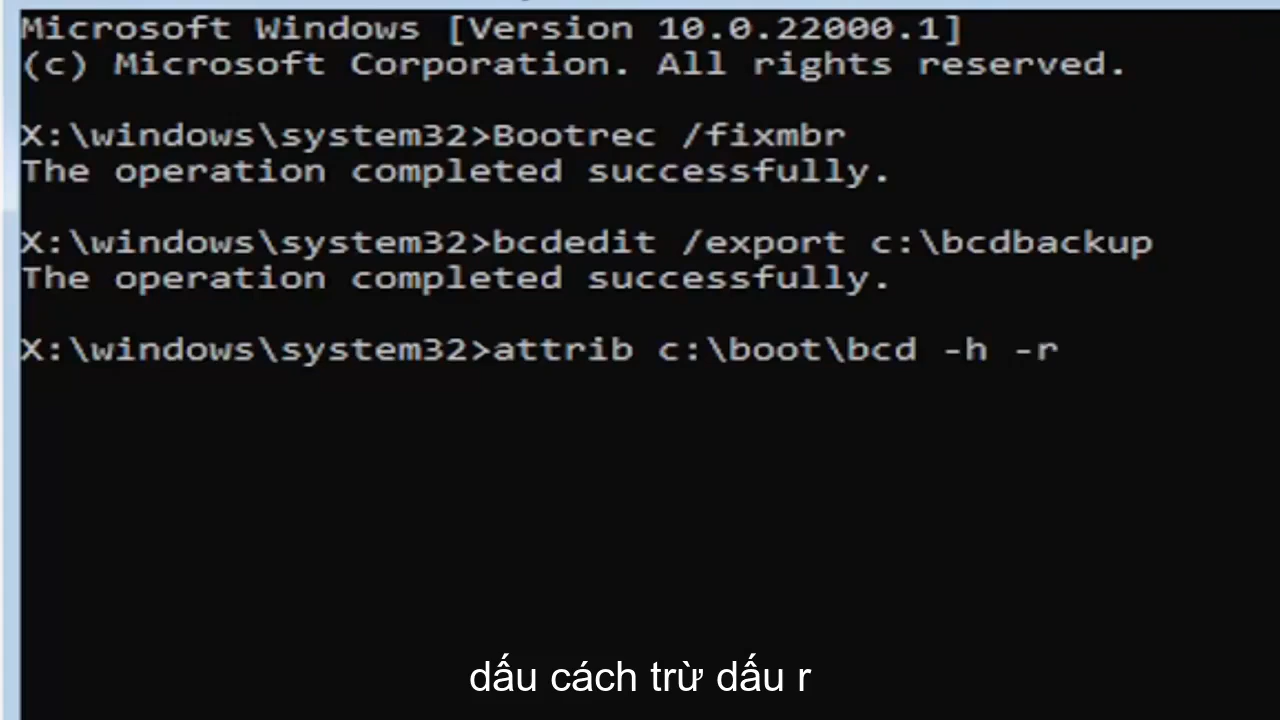 Microsoft Windows [Version 10.0.22000.1]
(c) Microsoft Corporation. All rights reserved.
X:\windows\system32>Bootrec /fixmbr
The operation completed successfully.
X:\windows\system32>bcdedit /export c:\bcdbackup
The operation completed successfully.
X:\windows\system32>attrib c:\boot\bcd -h -r
dấu cách trừ dấu r